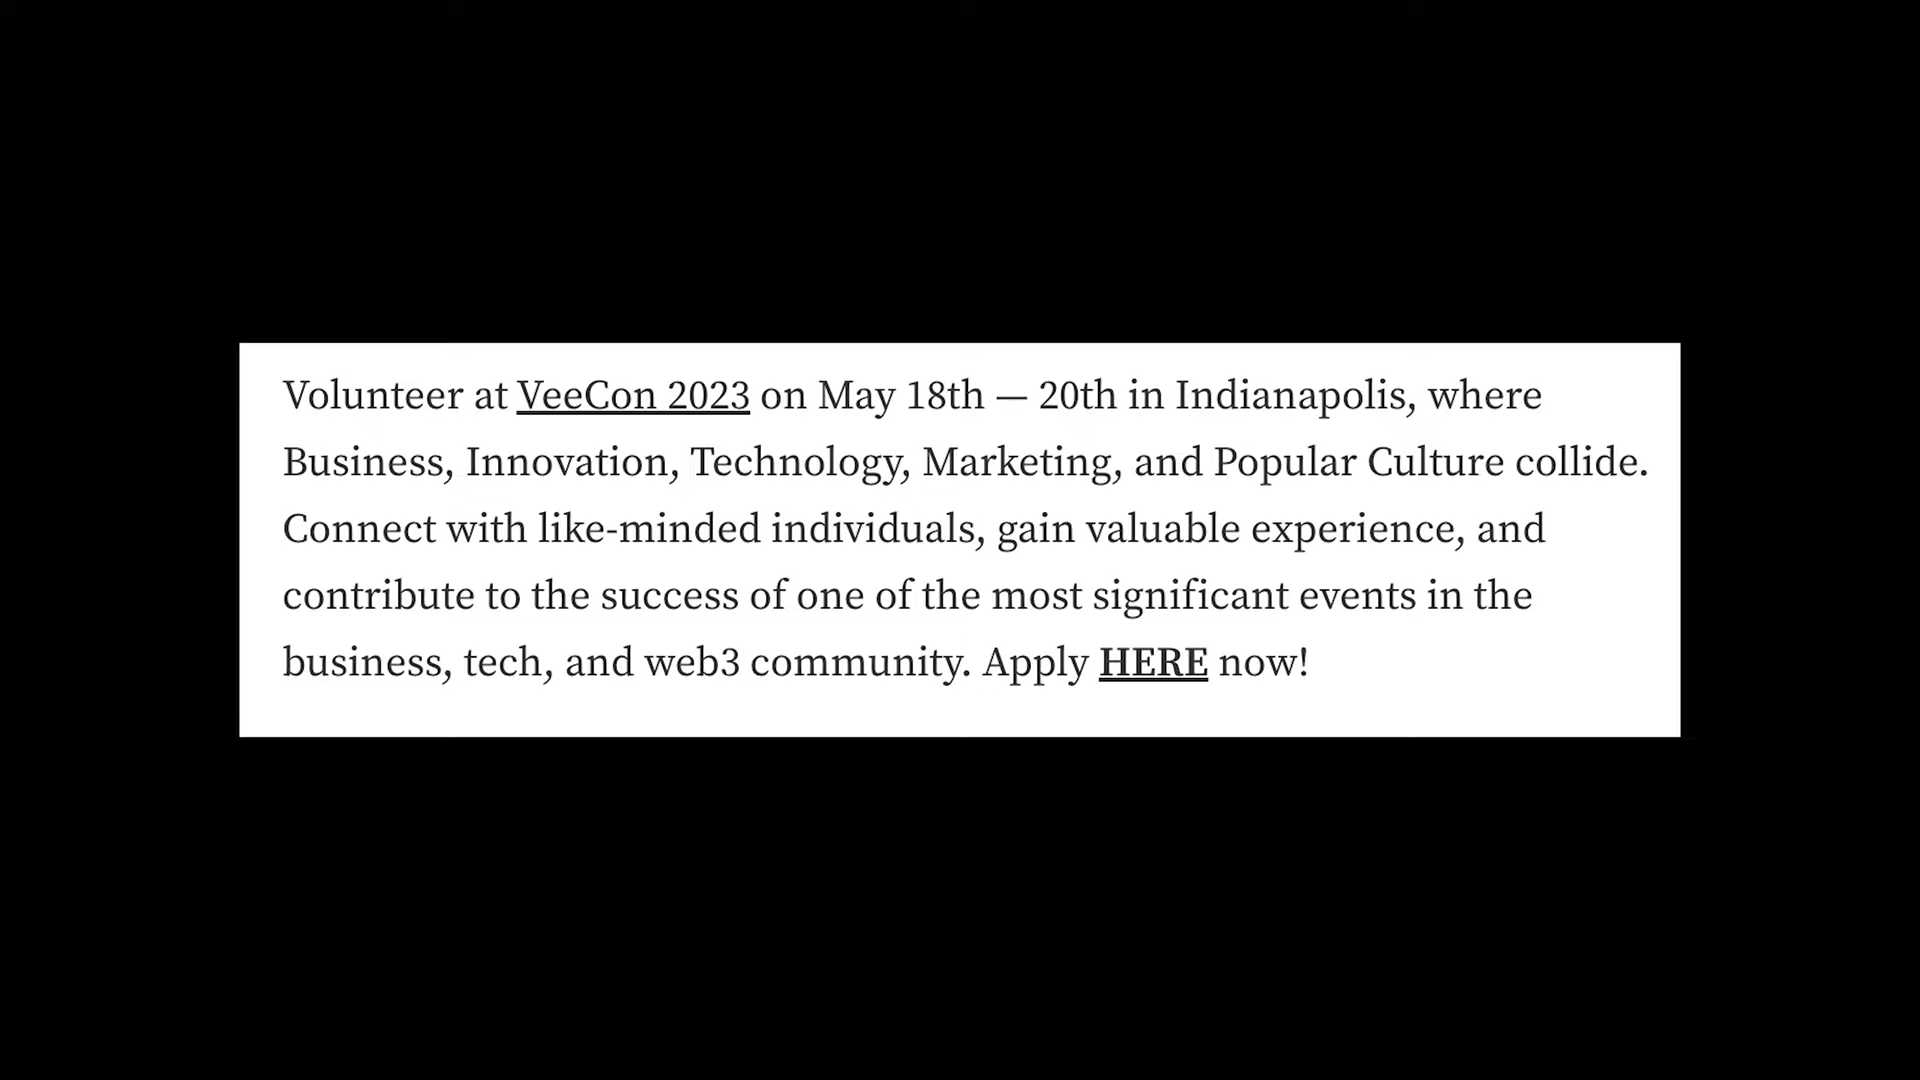 Volunteer at VeeCon 2023 on May 18th — 20th in Indianapolis, where
Business, Innovation, Technology, Marketing, and Popular Culture collide.
Connect with like-minded individuals, gain valuable experience, and
contribute to the success of one of the most significant events in the
business, tech, and web3 community. Apply HERE now!